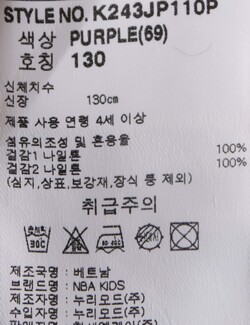 STYLE NO. K243JP110P
색상 PURPLE(69)
호칭 130
신체치수
신장 130cm
제품 사용 연령 4세 이상
섬유의조성 및 혼용율
겉감1 나일론 100%
겉감2 나일론 100%
(심지,상표,보강재,장식 등 제외)
취급주의
제조국명 : 베트남
브랜드명 : NBA KIDS
제조자명 : 누리모드(주)
수입자명 : 누리모드(주)